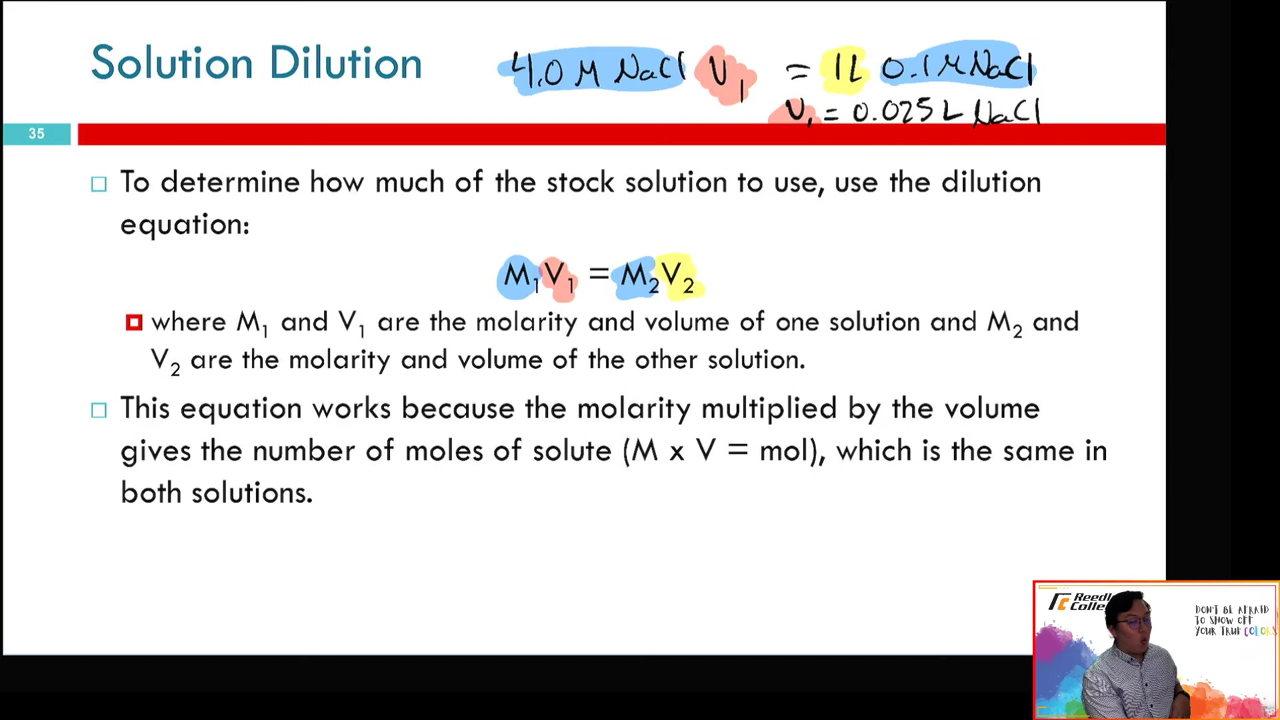 Solution Dilution
4.0 M NaCl V₁ = 1L 0.1M NaCl
V₁ = 0.025 L NaCl
35
To determine how much of the stock solution to use, use the dilution
equation:
M₁V₁ = M₂V₂
where M₁ and V₁ are the molarity and volume of one solution and M₂ and
V₂ are the molarity and volume of the other solution.
This equation works because the molarity multiplied by the volume
gives the number of moles of solute (M x V = mol), which is the same in
both solutions.
DON'T BE AFRAID
TO SHOW OFF
YOUR TRUE COLORS